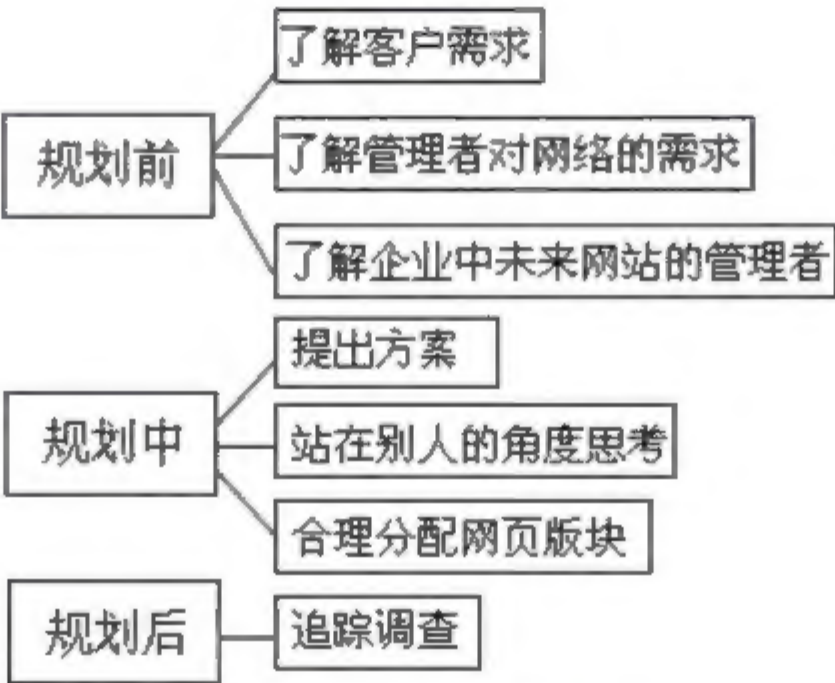 规划前
了解客户需求
了解管理者对网络的需求
了解企业中未来网站的管理者
规划中
提出方案
站在别人的角度思考
合理分配网页版块
规划后
追踪调查